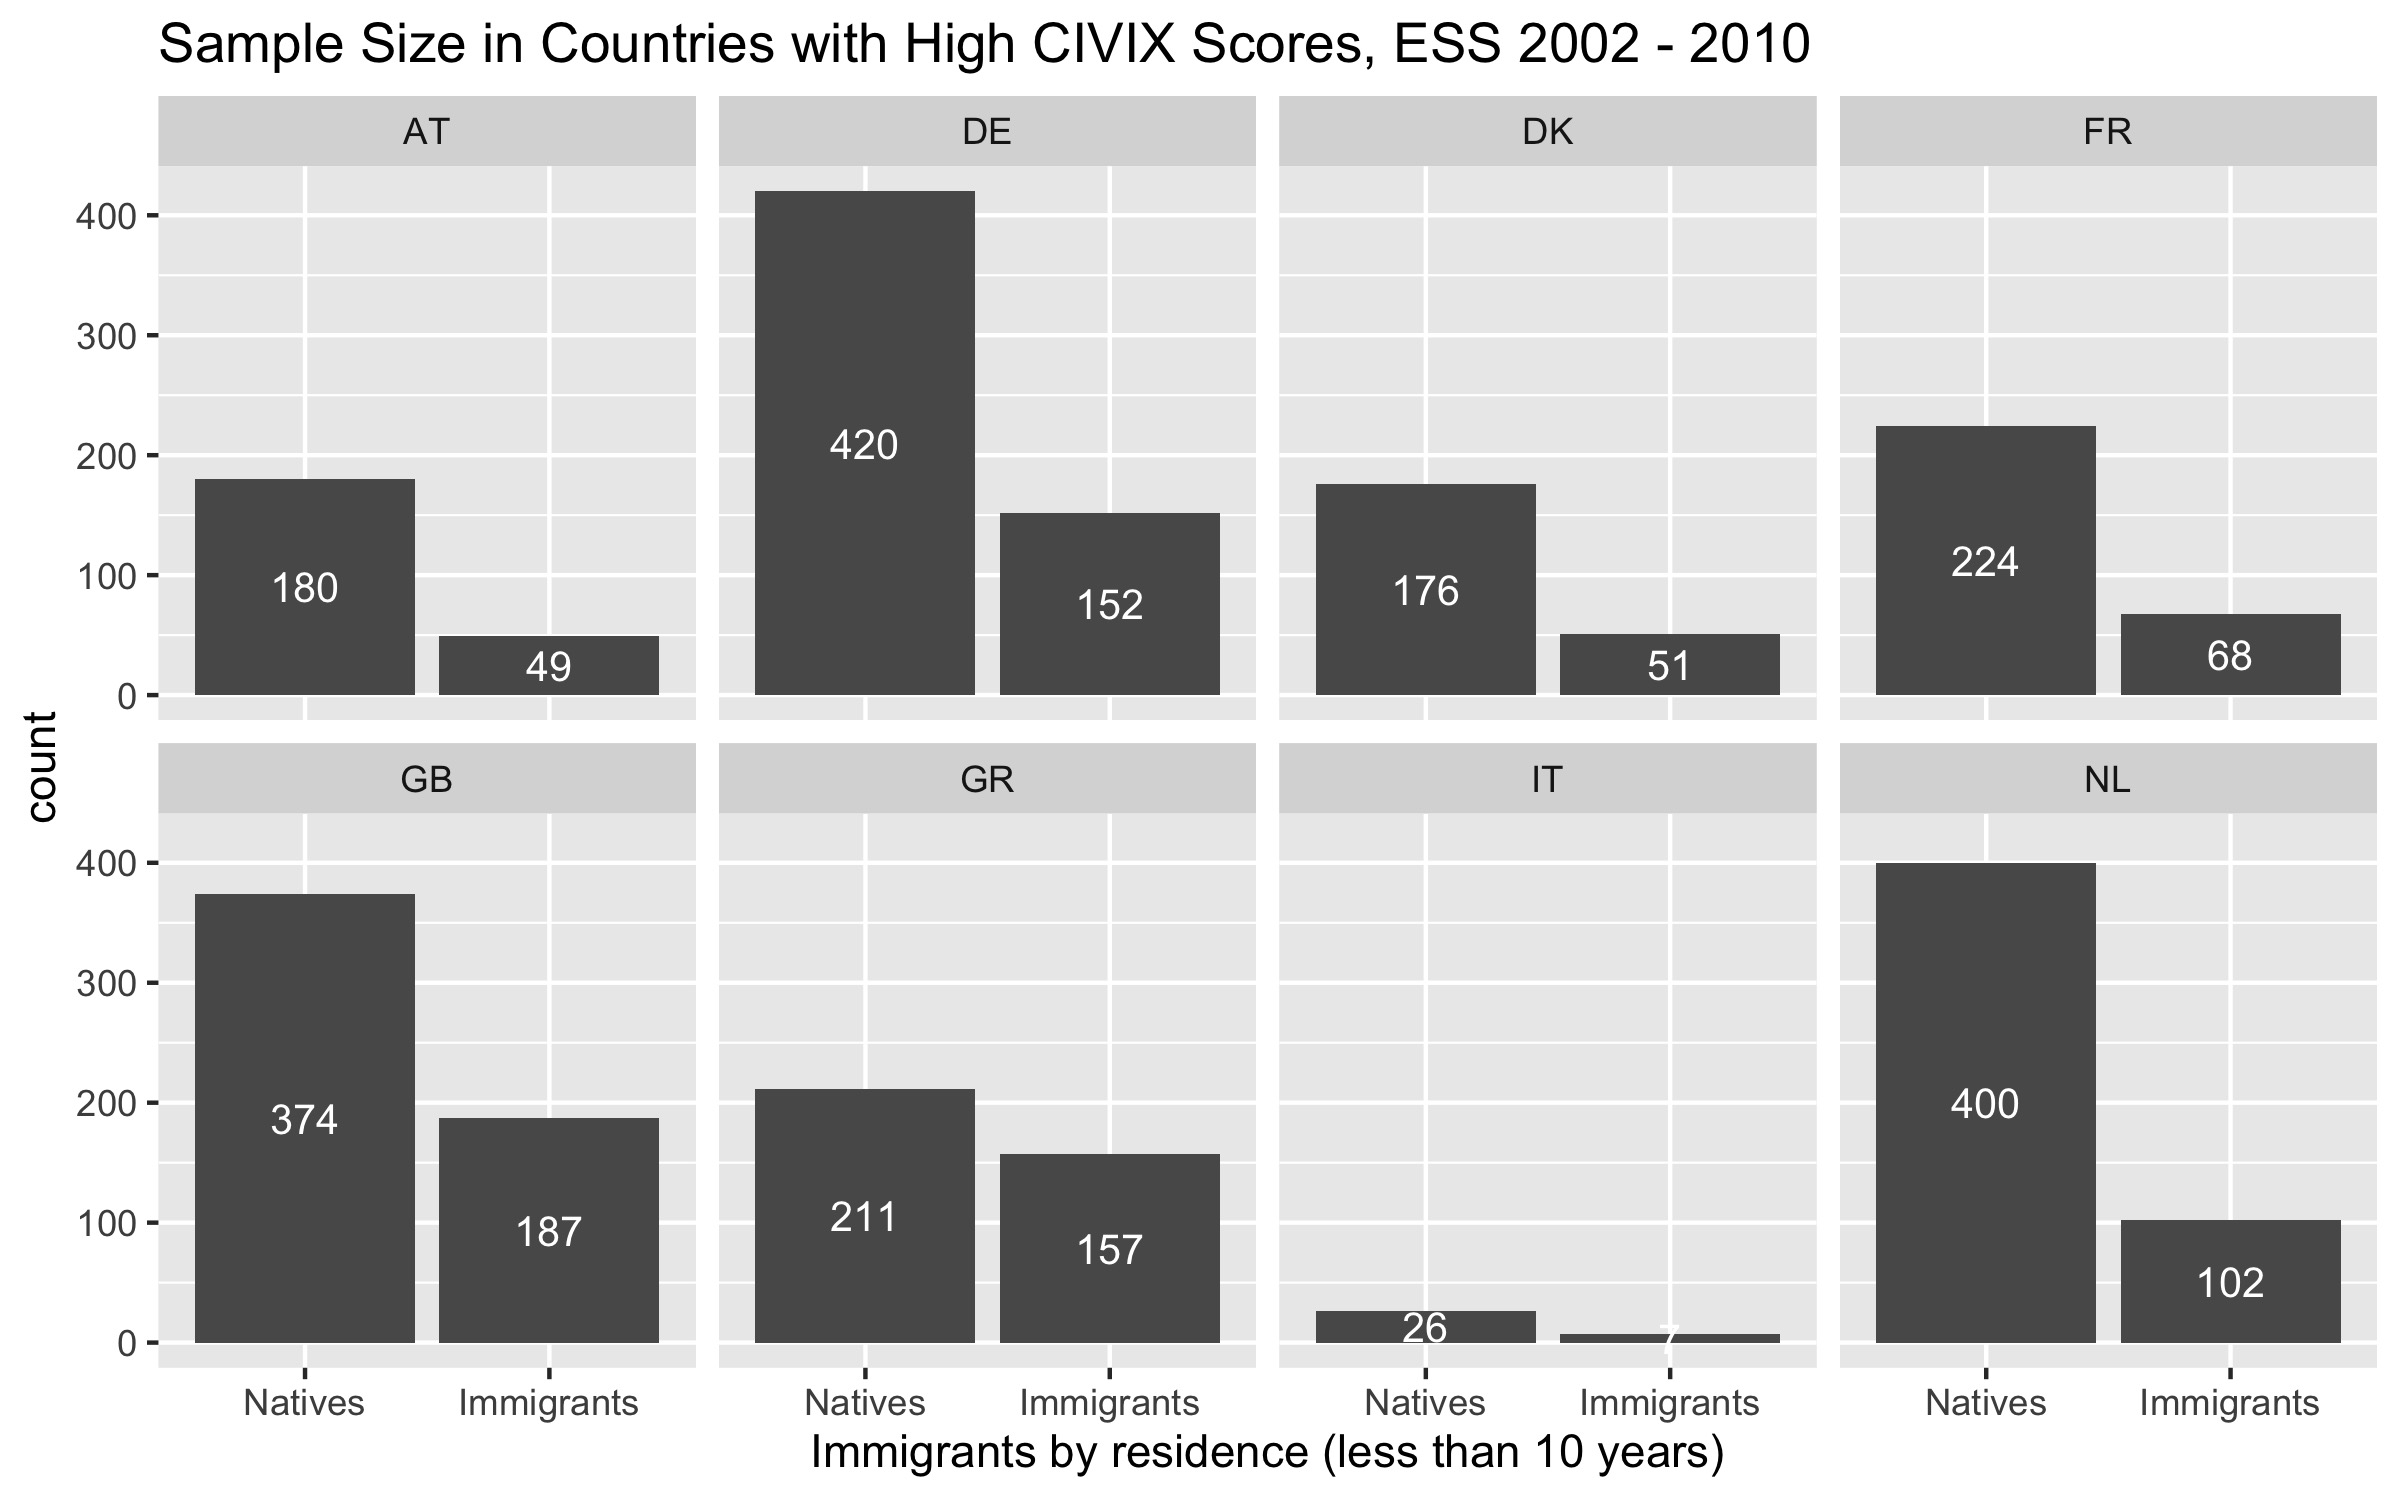 Sample Size in Countries with High CIVIX Scores, ESS 2002 - 2010
AT DE DK FR
400
300
200
100
0
180 49 420 152 176 51 224 68
count
GB GR IT NL
400
300
200
100
0
374 187 211 157 26 7 400 102
Natives Immigrants Natives Immigrants Natives Immigrants Natives Immigrants
Immigrants by residence (less than 10 years)